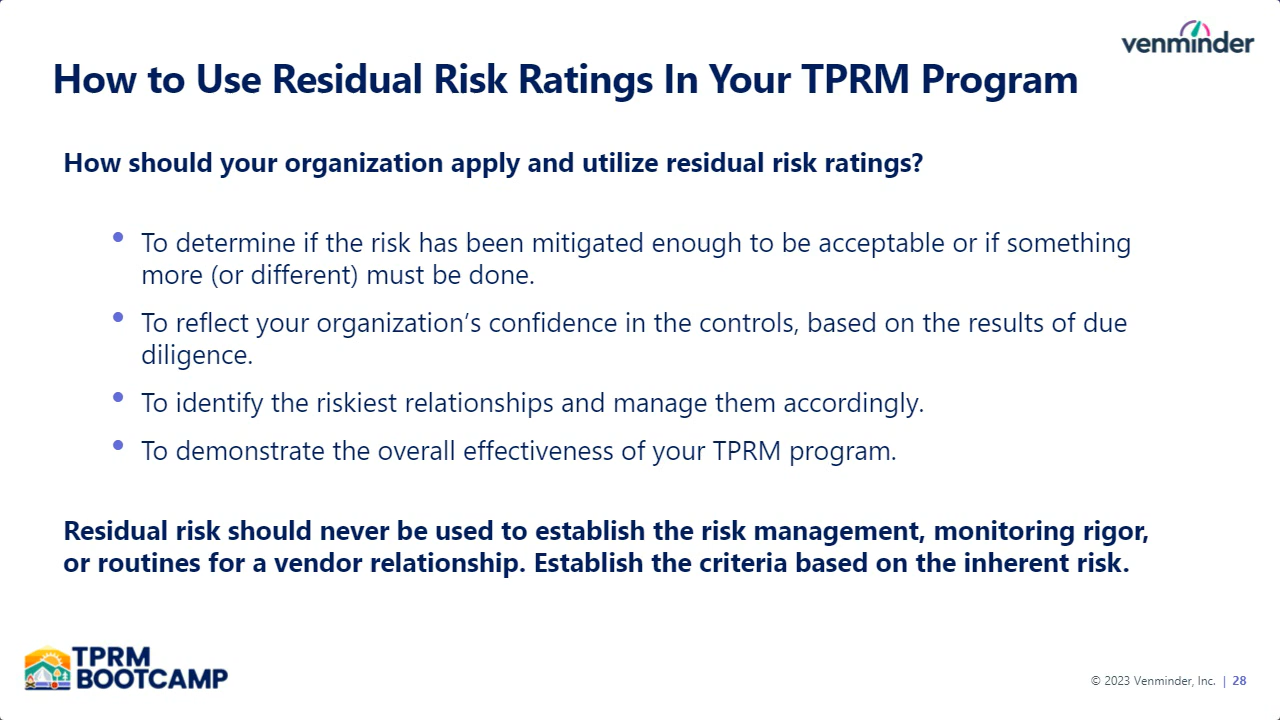 venminder
How to Use Residual Risk Ratings In Your TPRM Program
How should your organization apply and utilize residual risk ratings?
• To determine if the risk has been mitigated enough to be acceptable or if something
more (or different) must be done.
• To reflect your organization’s confidence in the controls, based on the results of due
diligence.
• To identify the riskiest relationships and manage them accordingly.
• To demonstrate the overall effectiveness of your TPRM program.
Residual risk should never be used to establish the risk management, monitoring rigor,
or routines for a vendor relationship. Establish the criteria based on the inherent risk.
TPRM
BOOTCAMP
© 2023 Venminder, Inc. | 28